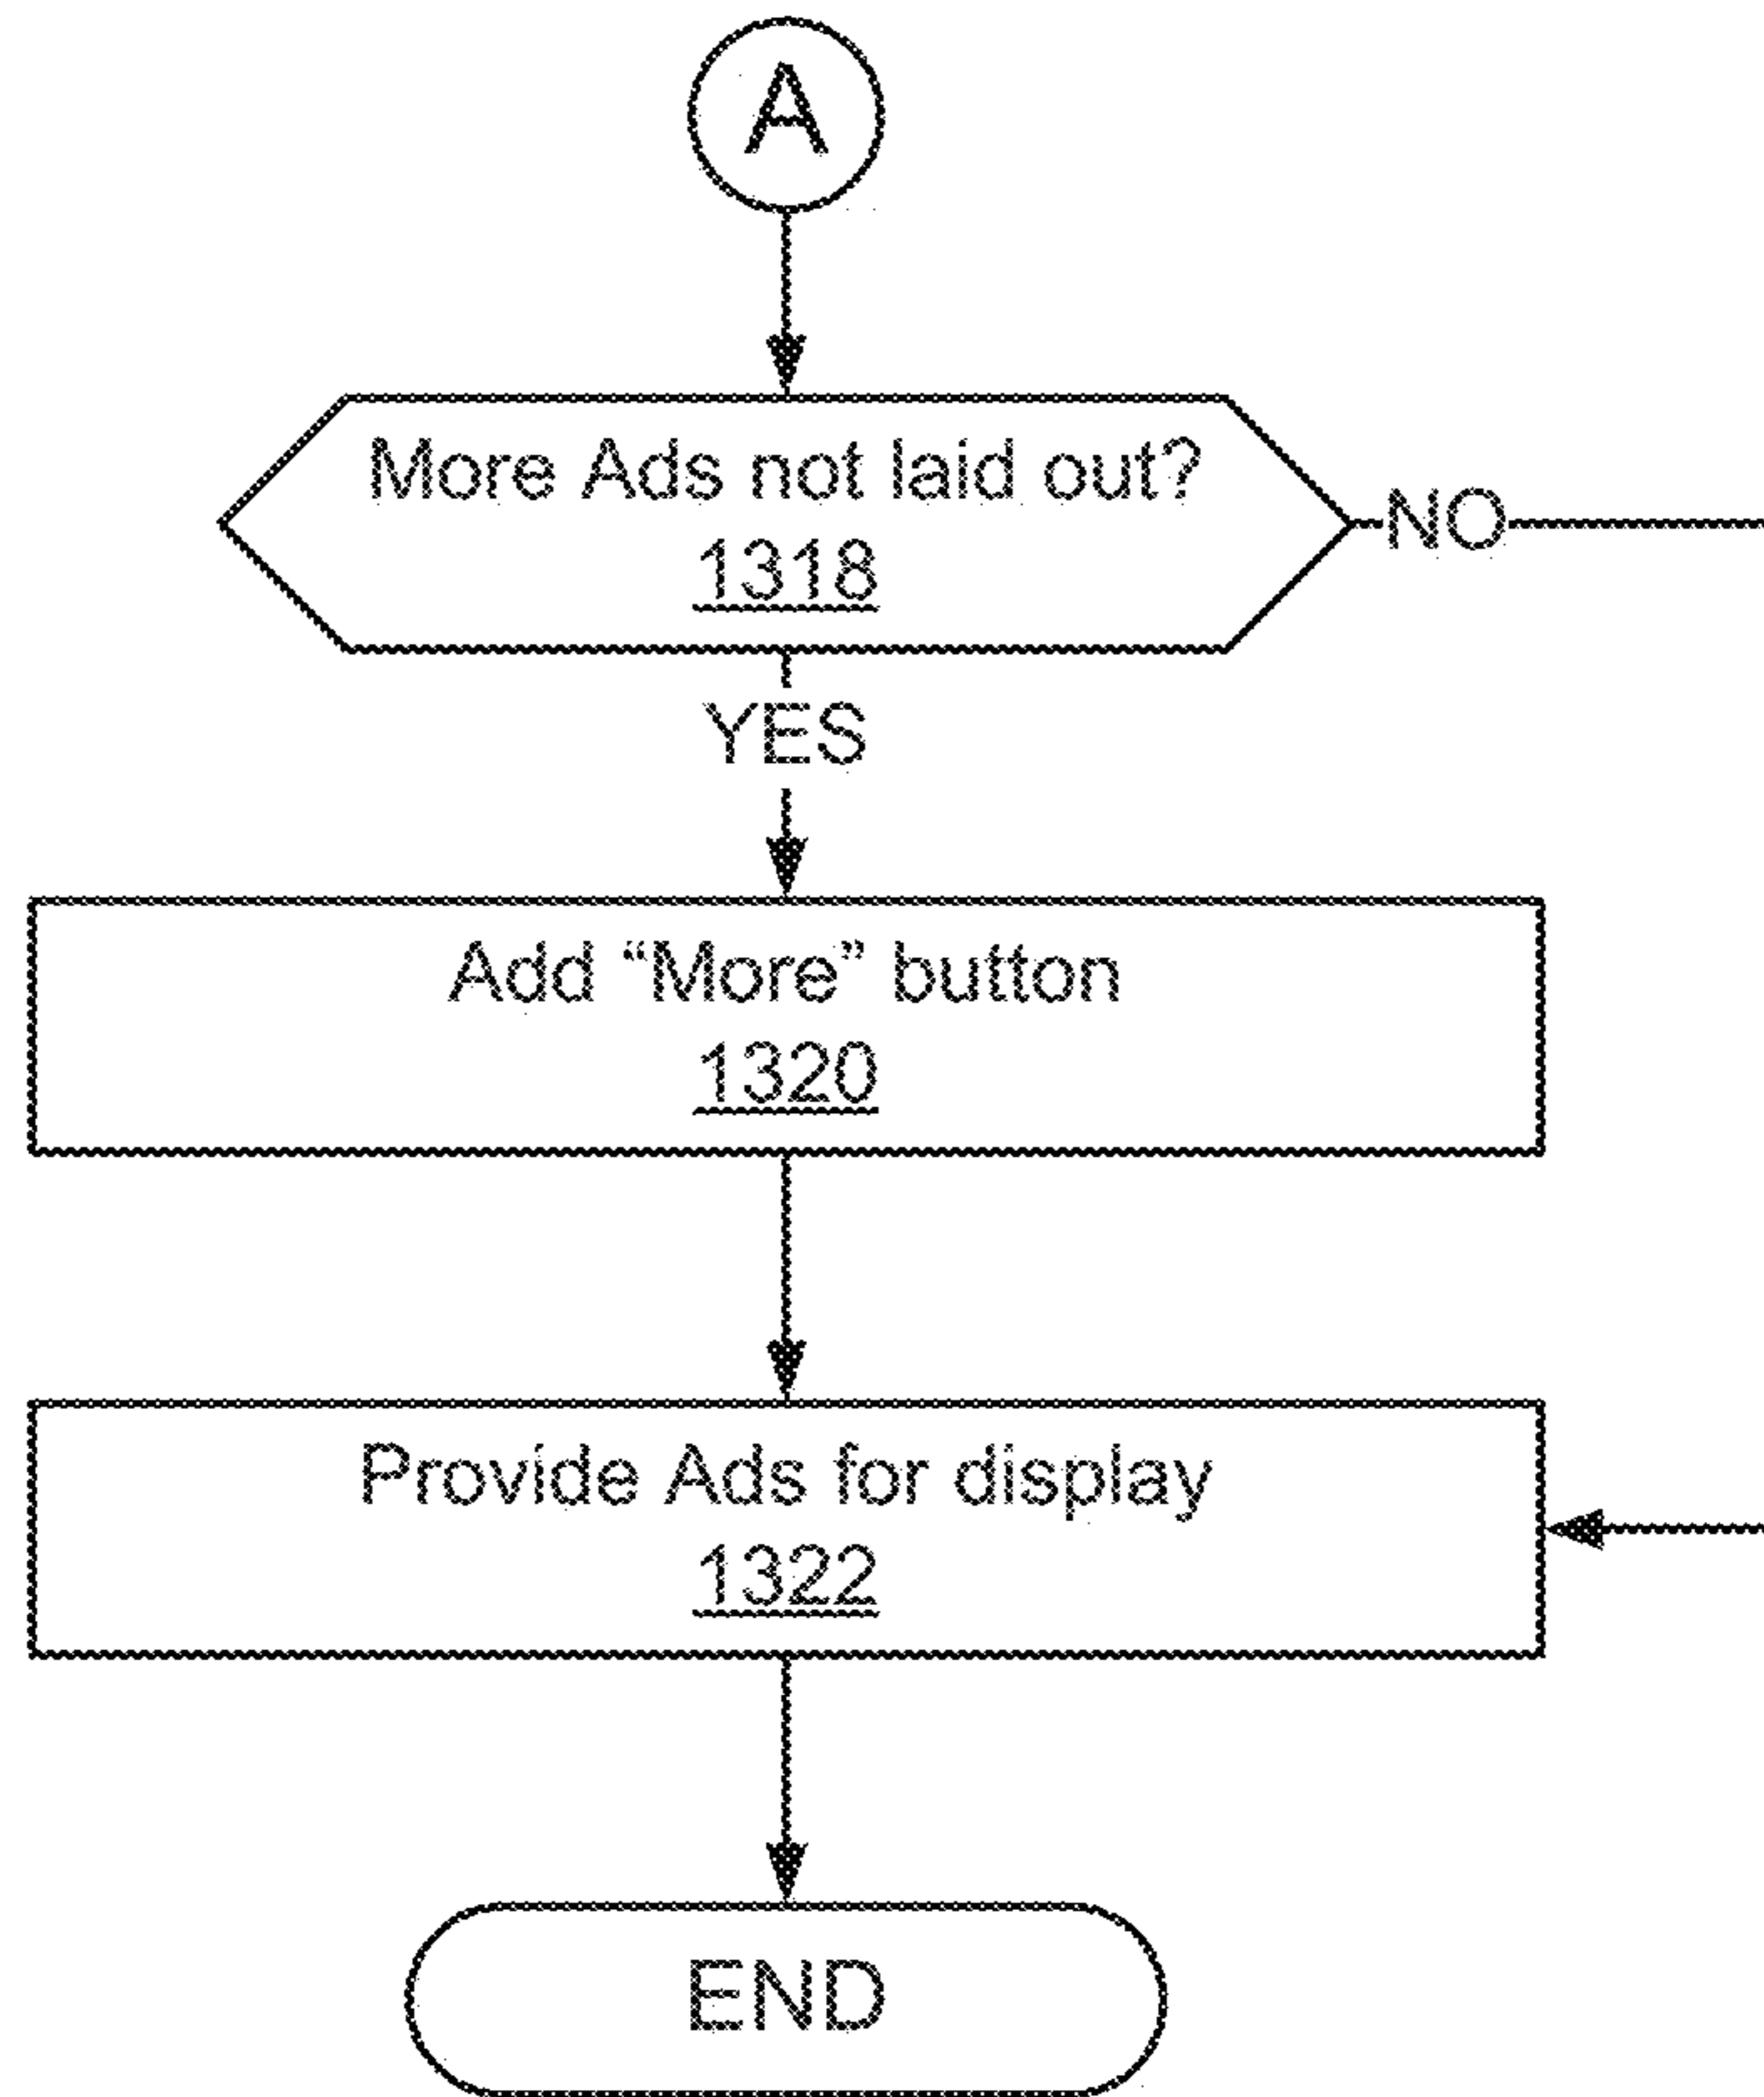 A
More Ads not laid out?
1318
NO
YES
Add “More” button
1320
Provide Ads for display
1322
END